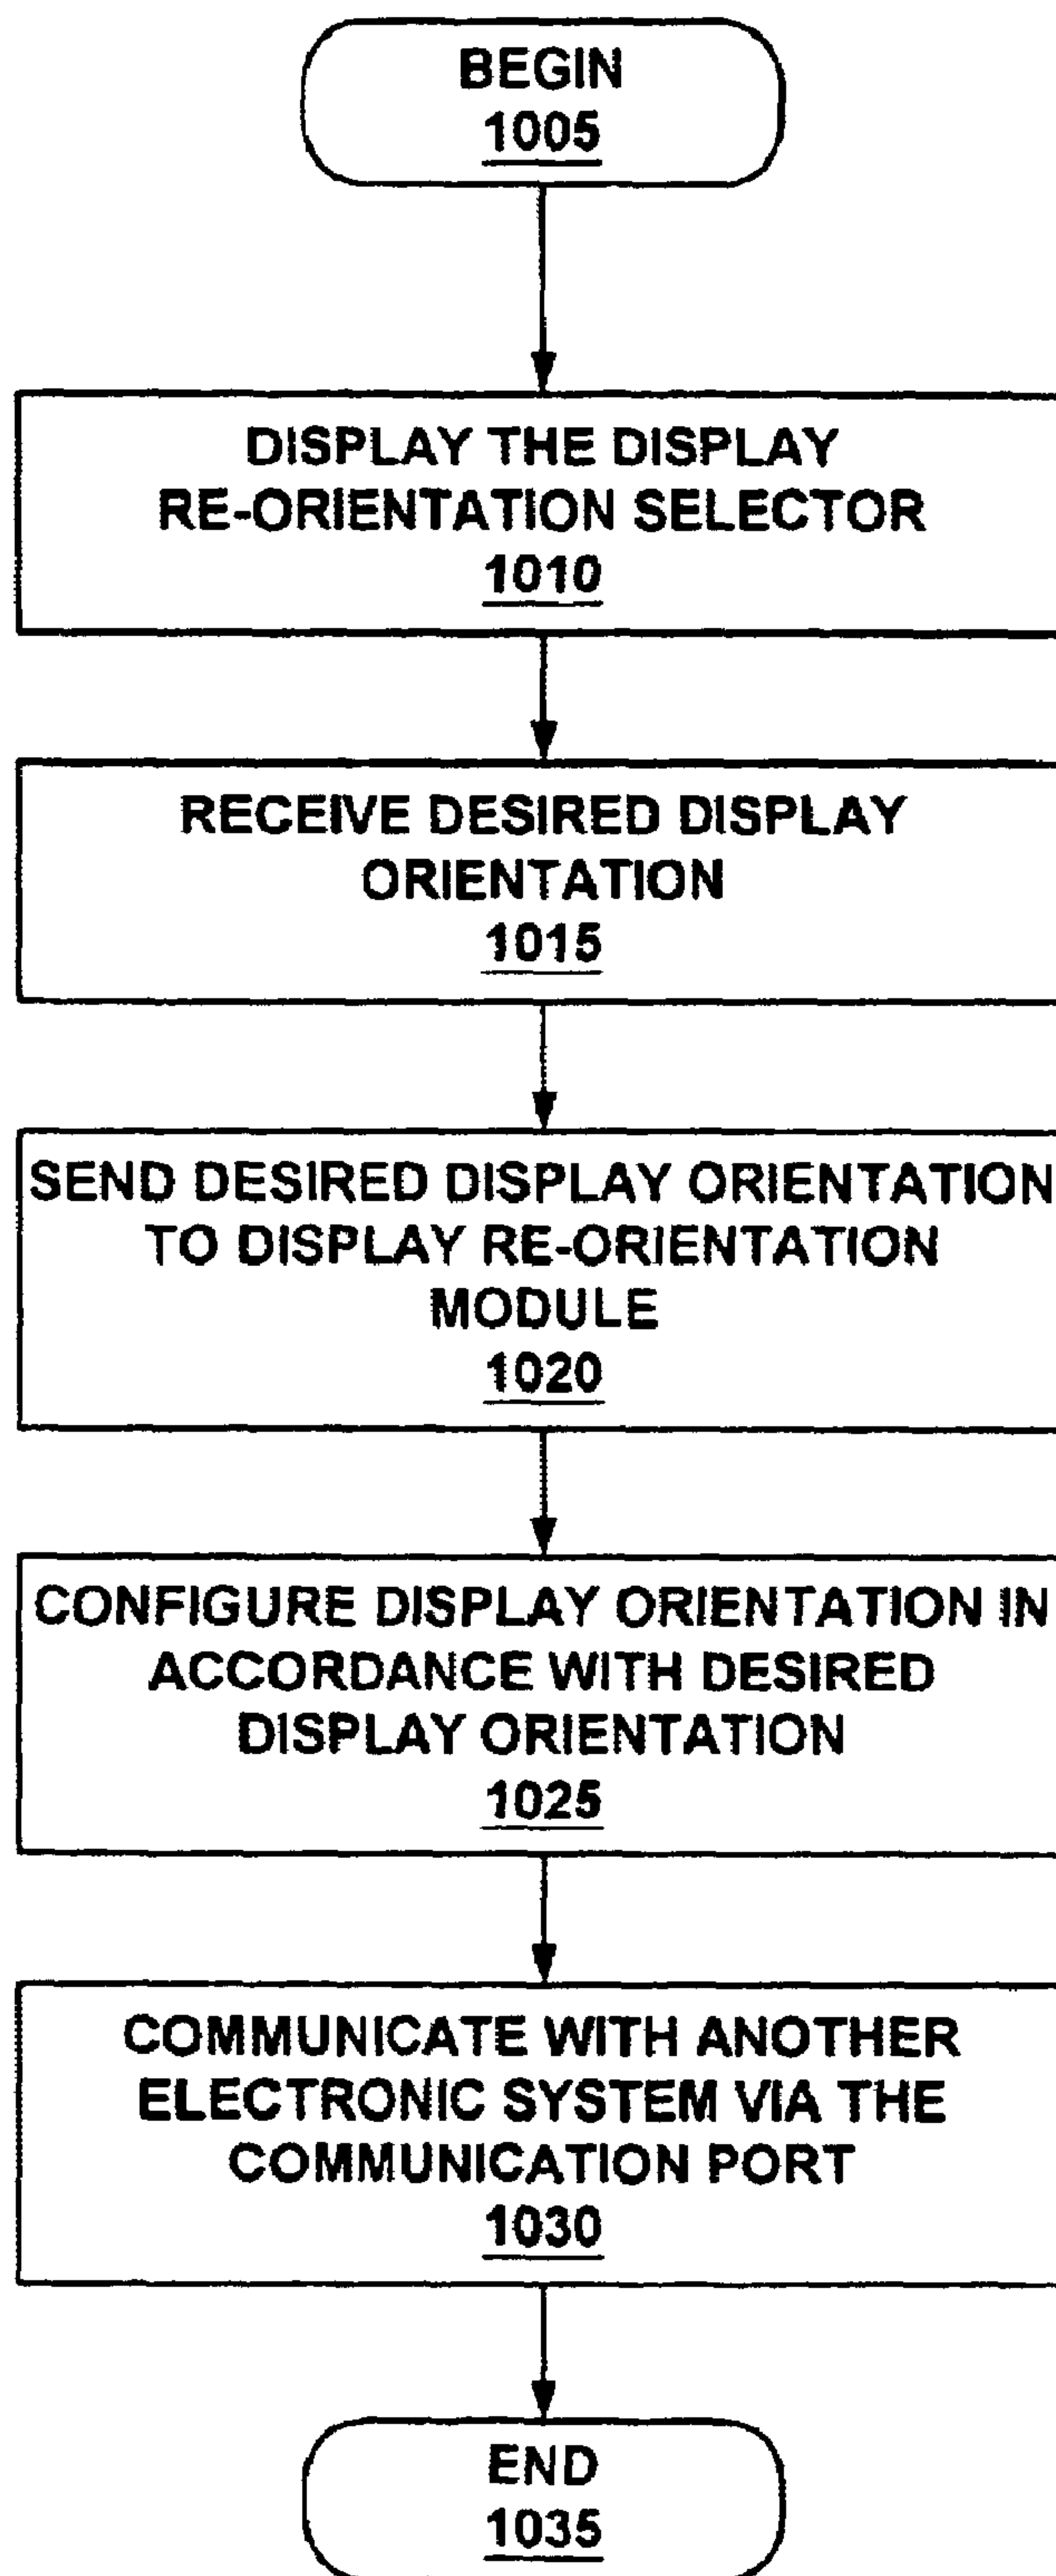 BEGIN
1005
DISPLAY THE DISPLAY
RE-ORIENTATION SELECTOR
1010
RECEIVE DESIRED DISPLAY
ORIENTATION
1015
SEND DESIRED DISPLAY ORIENTATION
TO DISPLAY RE-ORIENTATION
MODULE
1020
CONFIGURE DISPLAY ORIENTATION IN
ACCORDANCE WITH DESIRED
DISPLAY ORIENTATION
1025
COMMUNICATE WITH ANOTHER
ELECTRONIC SYSTEM VIA THE
COMMUNICATION PORT
1030
END
1035